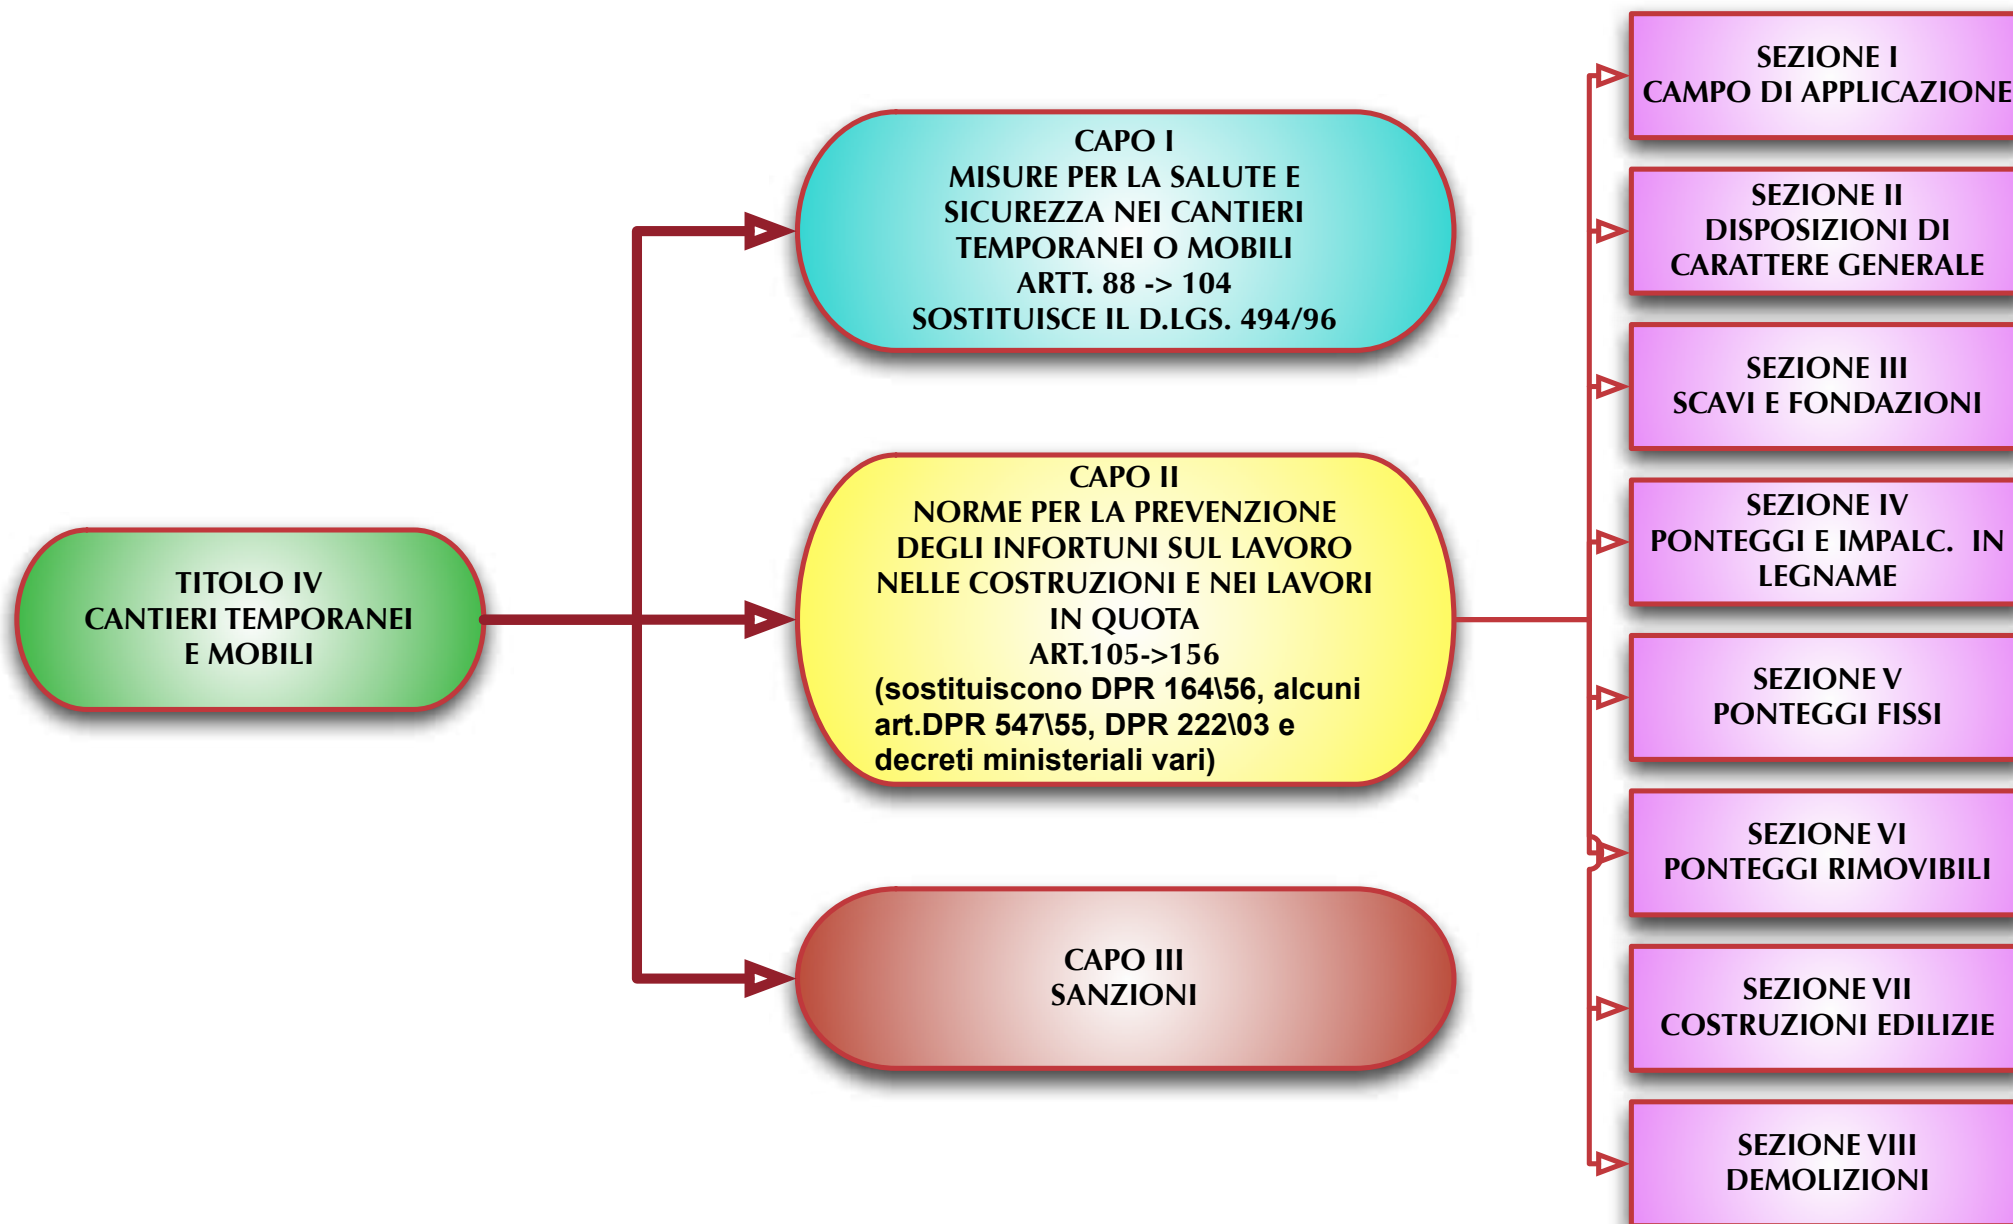 TITOLO IV
CANTIERI TEMPORANEI
E MOBILI
CAPO I
MISURE PER LA SALUTE E
SICUREZZA NEI CANTIERI
TEMPORANEI O MOBILI
ARTT. 88 -> 104
SOSTITUISCE IL D.LGS. 494/96
CAPO II
NORME PER LA PREVENZIONE
DEGLI INFORTUNI SUL LAVORO
NELLE COSTRUZIONI E NEI LAVORI
IN QUOTA
ART.105->156
(sostituiscono DPR 164\56, alcuni
art.DPR 547\55, DPR 222\03 e
decreti ministeriali vari)
CAPO III
SANZIONI
SEZIONE I
CAMPO DI APPLICAZIONE
SEZIONE II
DISPOSIZIONI DI
CARATTERE GENERALE
SEZIONE III
SCAVI E FONDAZIONI
SEZIONE IV
PONTEGGI E IMPALC.  IN
LEGNAME
SEZIONE V
PONTEGGI FISSI
SEZIONE VI
PONTEGGI RIMOVIBILI
SEZIONE VII
COSTRUZIONI EDILIZIE
SEZIONE VIII
DEMOLIZIONI